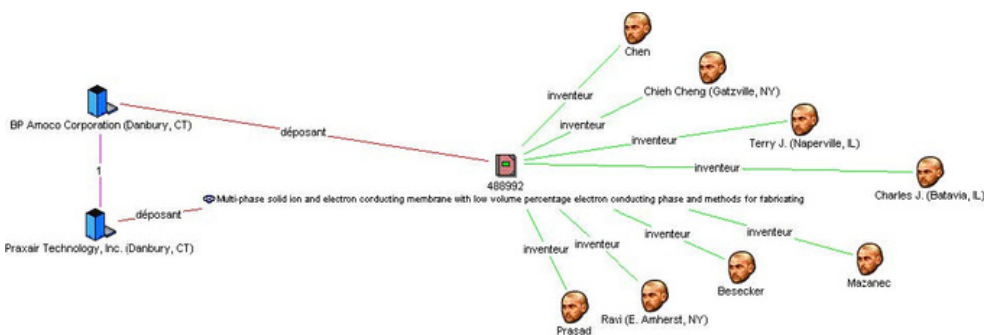 Chen
Chieh Cheng (Gatzville, NY)
inventeur
inventeur
BP Amoco Corporation (Danbury, CT)
déposant
inventeur
Terry J. (Naperville, IL)
inventeur
1
488992
Charles J. (Batavia, IL)
Multi-phase solid ion and electron conducting membrane with low volume percentage electron conducting phase and methods for fabricating
déposant
Praxair Technology, Inc. (Danbury, CT)
inventeur
inventeur
inventeur
inventeur
Mazanec
Besecker
Ravi (E. Amherst, NY)
Prasad